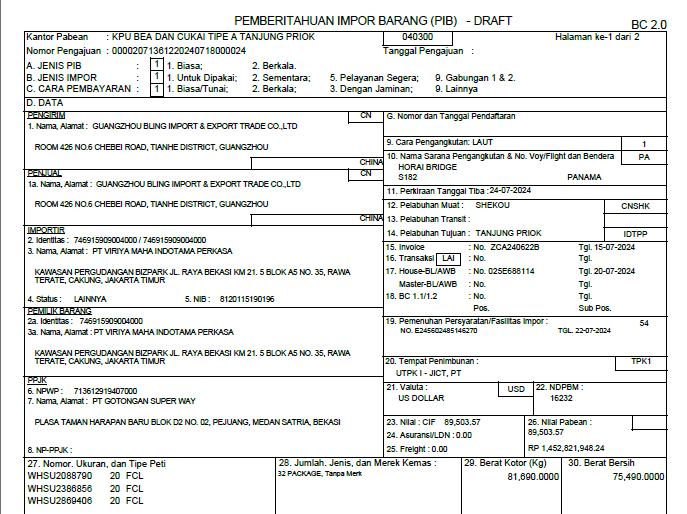 PEMBERITAHUAN IMPOR BARANG (PIB) - DRAFT
BC 2.0
Kantor Pabean : KPU BEA DAN CUKAI TIPE A TANJUNG PRIOK 040300 Halaman ke-1 dari 2
Nomor Pengajuan : 00002071361220240718000024 Tanggal Pengajuan :
A. JENIS PIB : 1 1. Biasa; 2. Berkala.
B. JENIS IMPOR : 1 1. Untuk Dipakai; 2. Sementara; 5. Pelayanan Segera; 9. Gabungan 1 & 2.
C. CARA PEMBAYARAN : 1 1. Biasa/Tunai; 2. Berkala; 3. Dengan Jaminan; 9. Lainnya
D. DATA
PENGIRIM CN
1. Nama, Alamat : GUANGZHOU BLING IMPORT & EXPORT TRADE CO.,LTD
ROOM 426 NO.6 CHEBEI ROAD, TIANHE DISTRICT, GUANGZHOU
CHINA
PENJUAL CN
1a. Nama, Alamat : GUANGZHOU BLING IMPORT & EXPORT TRADE CO.,LTD
ROOM 426 NO.6 CHEBEI ROAD, TIANHE DISTRICT, GUANGZHOU
CHINA
IMPORTIR
2. Identitas : 746915909004000 / 746915909004000
3. Nama, Alamat : PT VIRIYA MAHA INDOTAMA PERKASA
KAWASAN PERGUDANGAN BIZPARK JL. RAYA BEKASI KM 21. 5 BLOK A5 NO. 35, RAWA
TERATE, CAKUNG, JAKARTA TIMUR
4. Status : LAINNYA 5. NIB : 8120115190196
PEMILIK BARANG
2a. Identitas : 746915909004000
3a. Nama, Alamat : PT VIRIYA MAHA INDOTAMA PERKASA
KAWASAN PERGUDANGAN BIZPARK JL. RAYA BEKASI KM 21. 5 BLOK A5 NO. 35, RAWA
TERATE, CAKUNG, JAKARTA TIMUR
PPJK
6. NPWP : 713612919407000
7. Nama, Alamat : PT GOTONGAN SUPER WAY
PLASA TAMAN HARAPAN BARU BLOK D2 NO. 02, PEJUANG, MEDAN SATRIA, BEKASI
8. NP-PPJK :
G. Nomor dan Tanggal Pendaftaran
9. Cara Pengangkutan: LAUT 1
10. Nama Sarana Pengangkutan & No. Voy/Flight dan Bendera PA
HORAI BRIDGE
S182 PANAMA
11. Perkiraan Tanggal Tiba :24-07-2024
12. Pelabuhan Muat : SHEKOU CNSHK
13. Pelabuhan Transit :
14. Pelabuhan Tujuan : TANJUNG PRIOK IDTPP
15. Invoice : No. ZCA240622B Tgl. 15-07-2024
16. Transaksi LAI : No. Tgl.
17. House-BL/AWB : No. 025E688114 Tgl. 20-07-2024
Master-BL/AWB : No. Tgl.
18. BC 1.1/1.2 : No. Tgl.
Pos. Sub Pos.
19. Pemenuhan Persyaratan/Fasilitas Impor : 54
NO. E245602485146270 TGL. 22-07-2024
20. Tempat Penimbunan : TPK1
UTPK I - JICT, PT
21. Valuta : USD
US DOLLAR
22. NDPBM :
16232
23. Nilai : CIF 89,503.57
24. Asuransi/LDN : 0.00
25. Freight : 0.00
26. Nilai Pabean :
89,503.57
RP 1,452,821,948.24
27. Nomor. Ukuran, dan Tipe Peti
WHSU2088790 20 FCL
WHSU2386856 20 FCL
WHSU2869406 20 FCL
28. Jumlah. Jenis, dan Merek Kemas :
32 PACKAGE, Tanpa Merk
29. Berat Kotor (Kg)
81,690.0000
30. Berat Bersih
75,490.0000